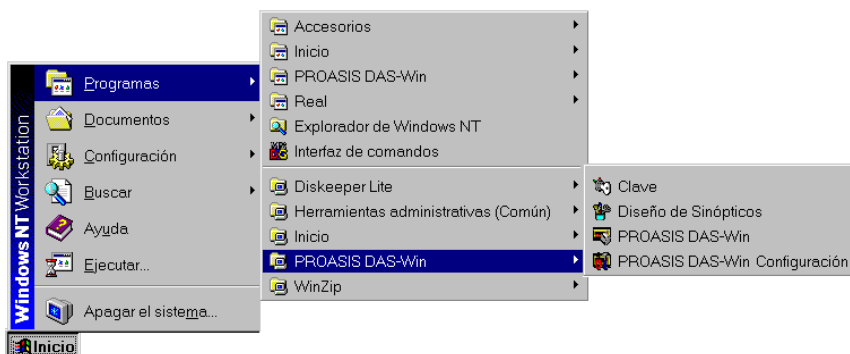 Windows NT Workstation
Programas
Documentos
Configuración
Buscar
Ayuda
Ejecutar...
Apagar el sistema...
Inicio
Accesorios
Inicio
PROASIS DAS-Win
Real
Explorador de Windows NT
Interfaz de comandos
Diskeeper Lite
Herramientas administrativas (Común)
Inicio
PROASIS DAS-Win
WinZip
Clave
Diseño de Sinópticos
PROASIS DAS-Win
PROASIS DAS-Win Configuración